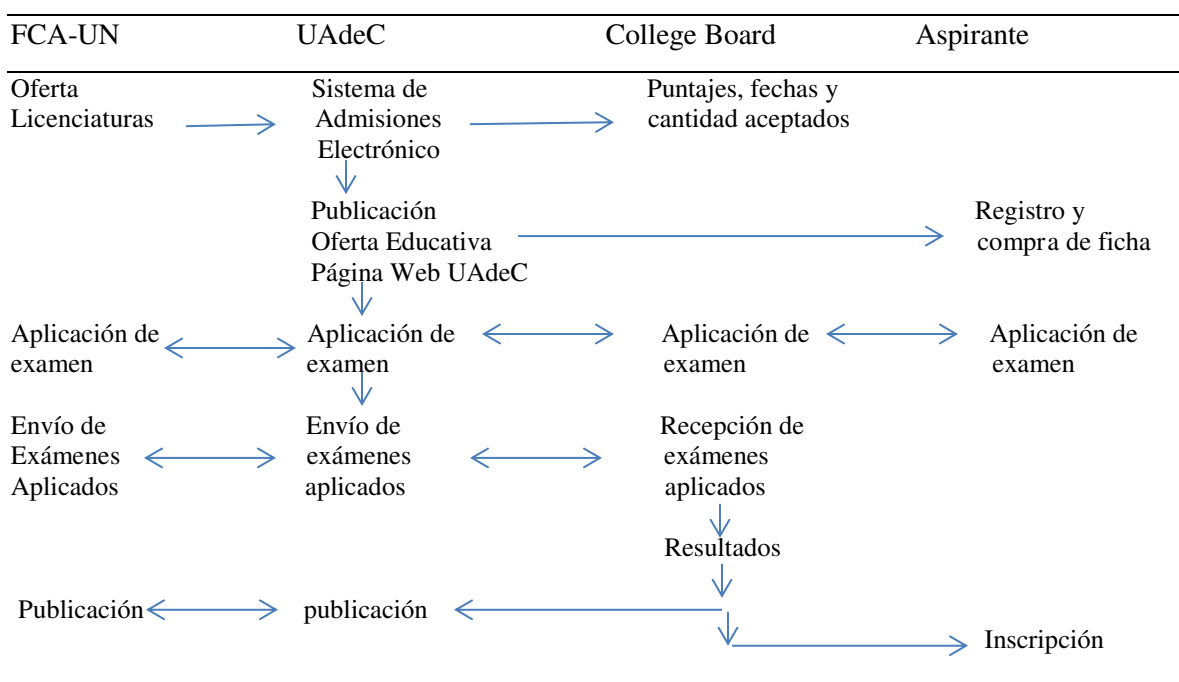 FCA-UN UAdeC College Board Aspirante
Oferta Sistema de Puntajes, fechas y
Licenciaturas Admisiones cantidad aceptados
Electrónico
Publicación Registro y
Oferta Educativa compra de ficha
Página Web UAdeC
Aplicación de Aplicación de Aplicación de Aplicación de
examen examen examen examen
Envío de Envío de Recepción de
Exámenes exámenes exámenes
Aplicados aplicados aplicados
Resultados
Publicación publicación
Inscripción